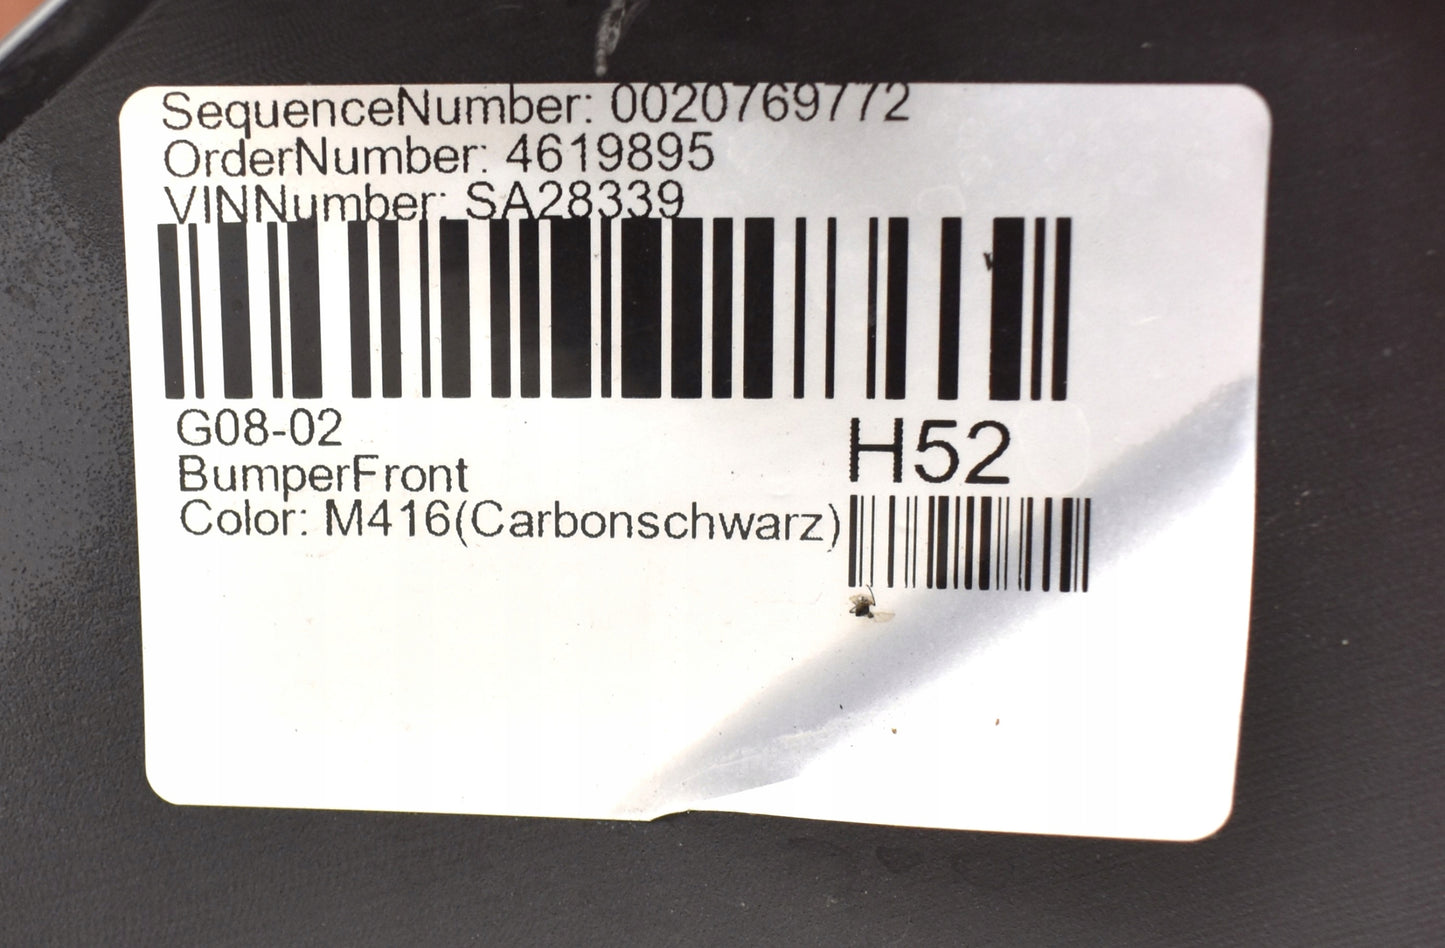 SequenceNumber: 0020769772
OrderNumber: 4619895
VINNumber: SA28339
G08-02
BumperFront
Color: M416(Carbonschwarz)
H52